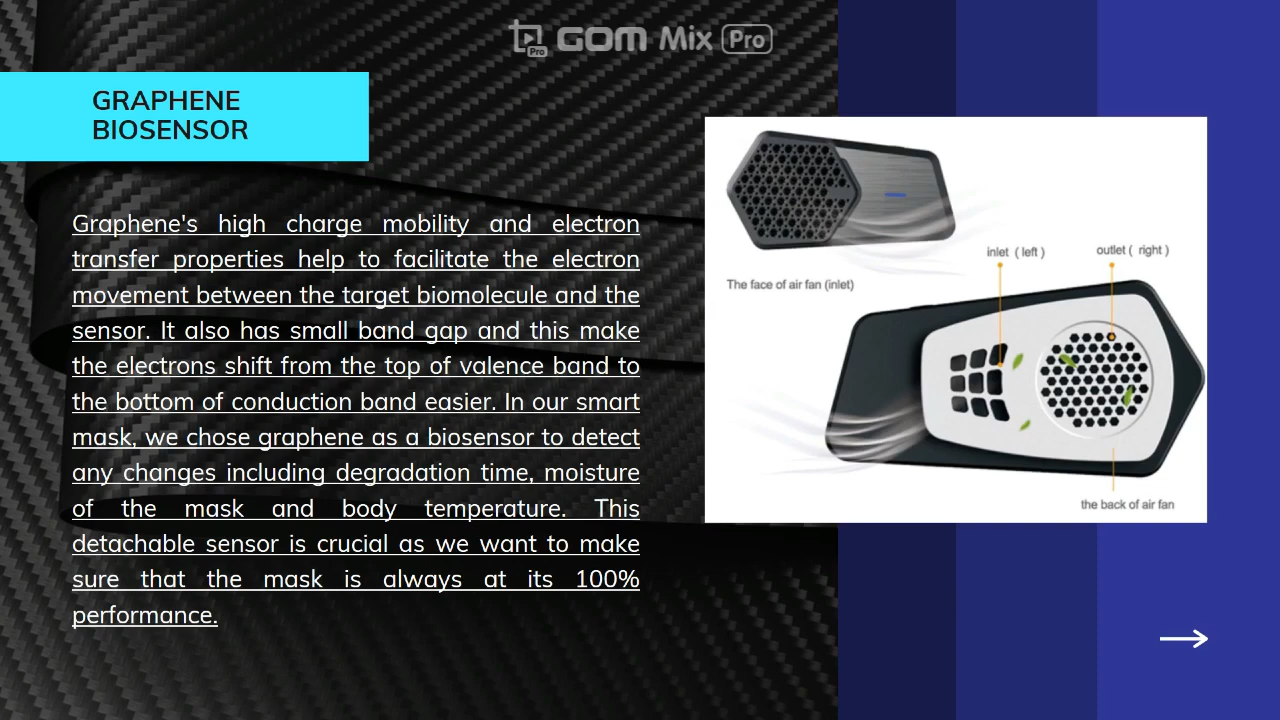 GOM Mix Pro
Pro
GRAPHENE
BIOSENSOR
Graphene's high charge mobility and electron
transfer properties help to facilitate the electron
movement between the target biomolecule and the
sensor. It also has small band gap and this make
the electrons shift from the top of valence band to
the bottom of conduction band easier. In our smart
mask, we chose graphene as a biosensor to detect
any changes including degradation time, moisture
of the mask and body temperature. This
detachable sensor is crucial as we want to make
sure that the mask is always at its 100%
performance.
The face of air fan (inlet)
inlet ( left )
outlet ( right )
the back of air fan